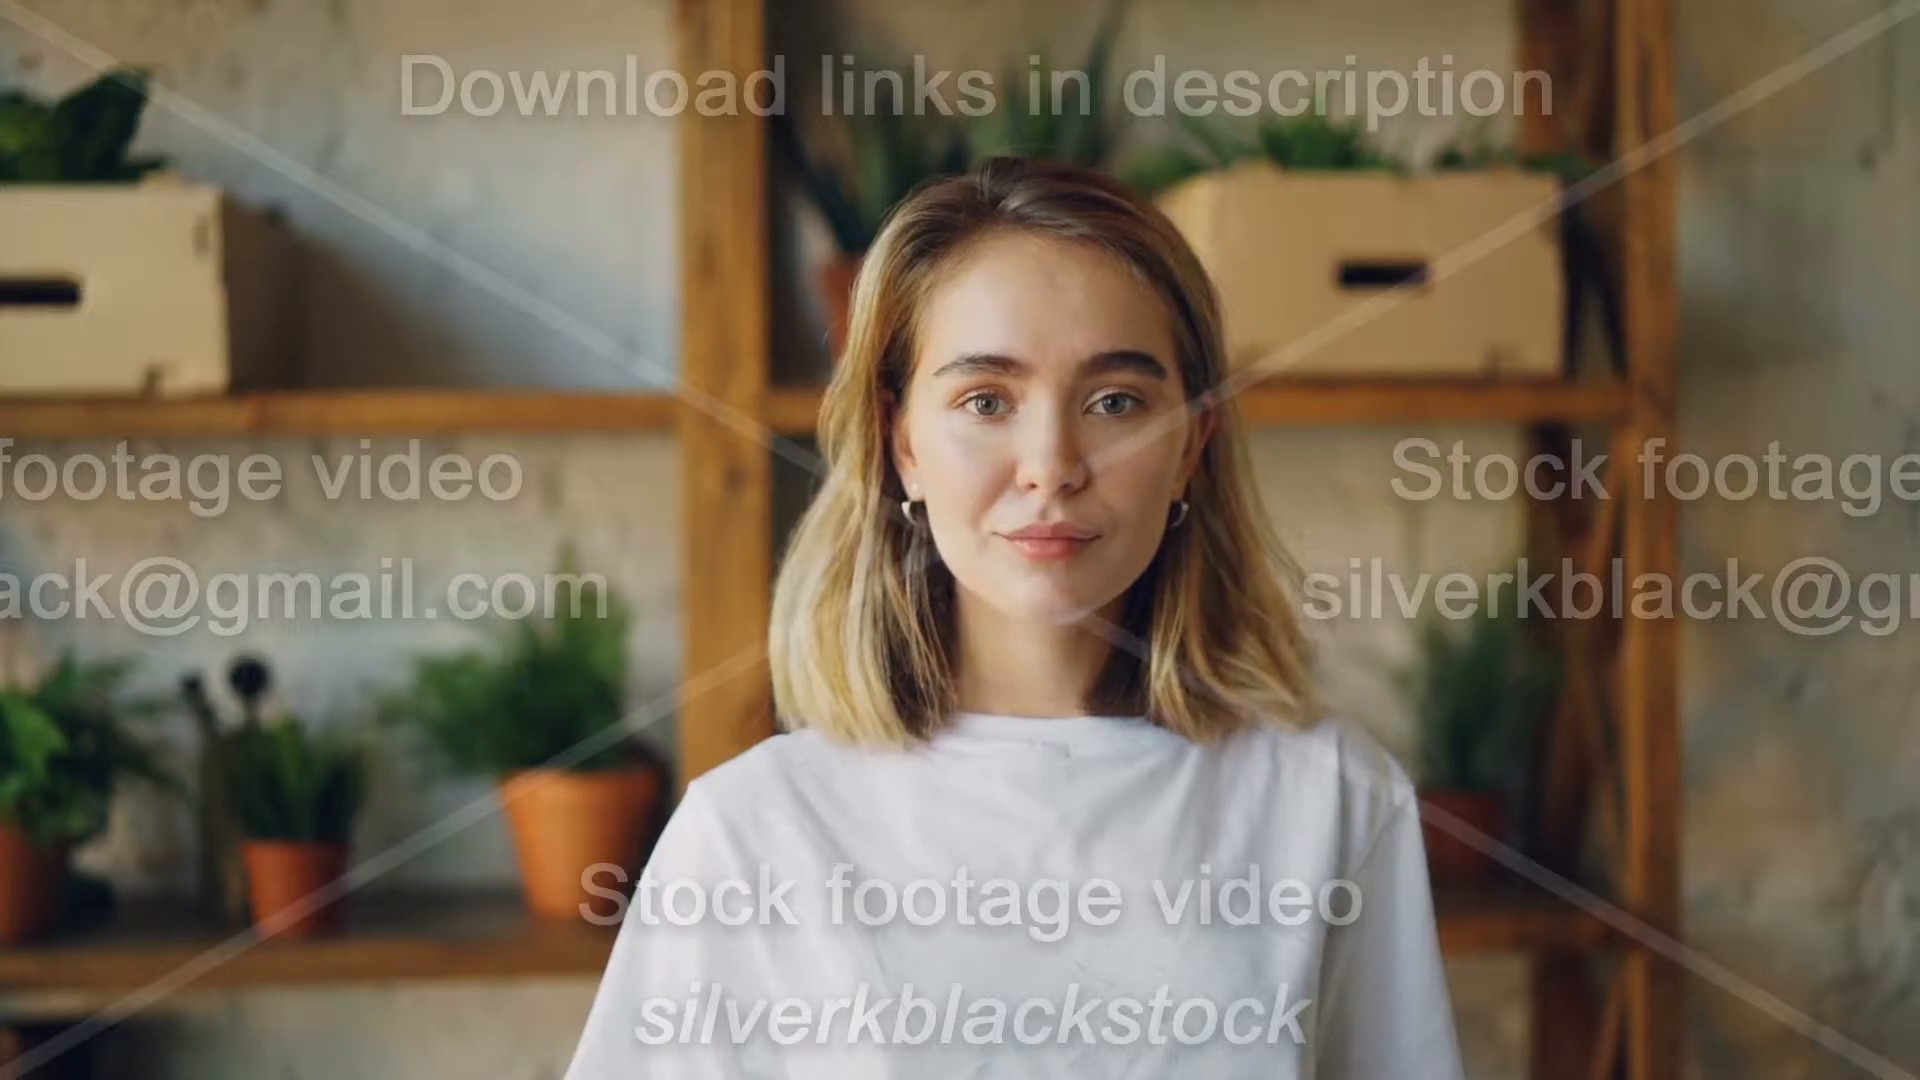 Download links in description
footage video
Stock footage
ack@gmail.com
silverkblack@g
Stock footage video
silverkblackstock